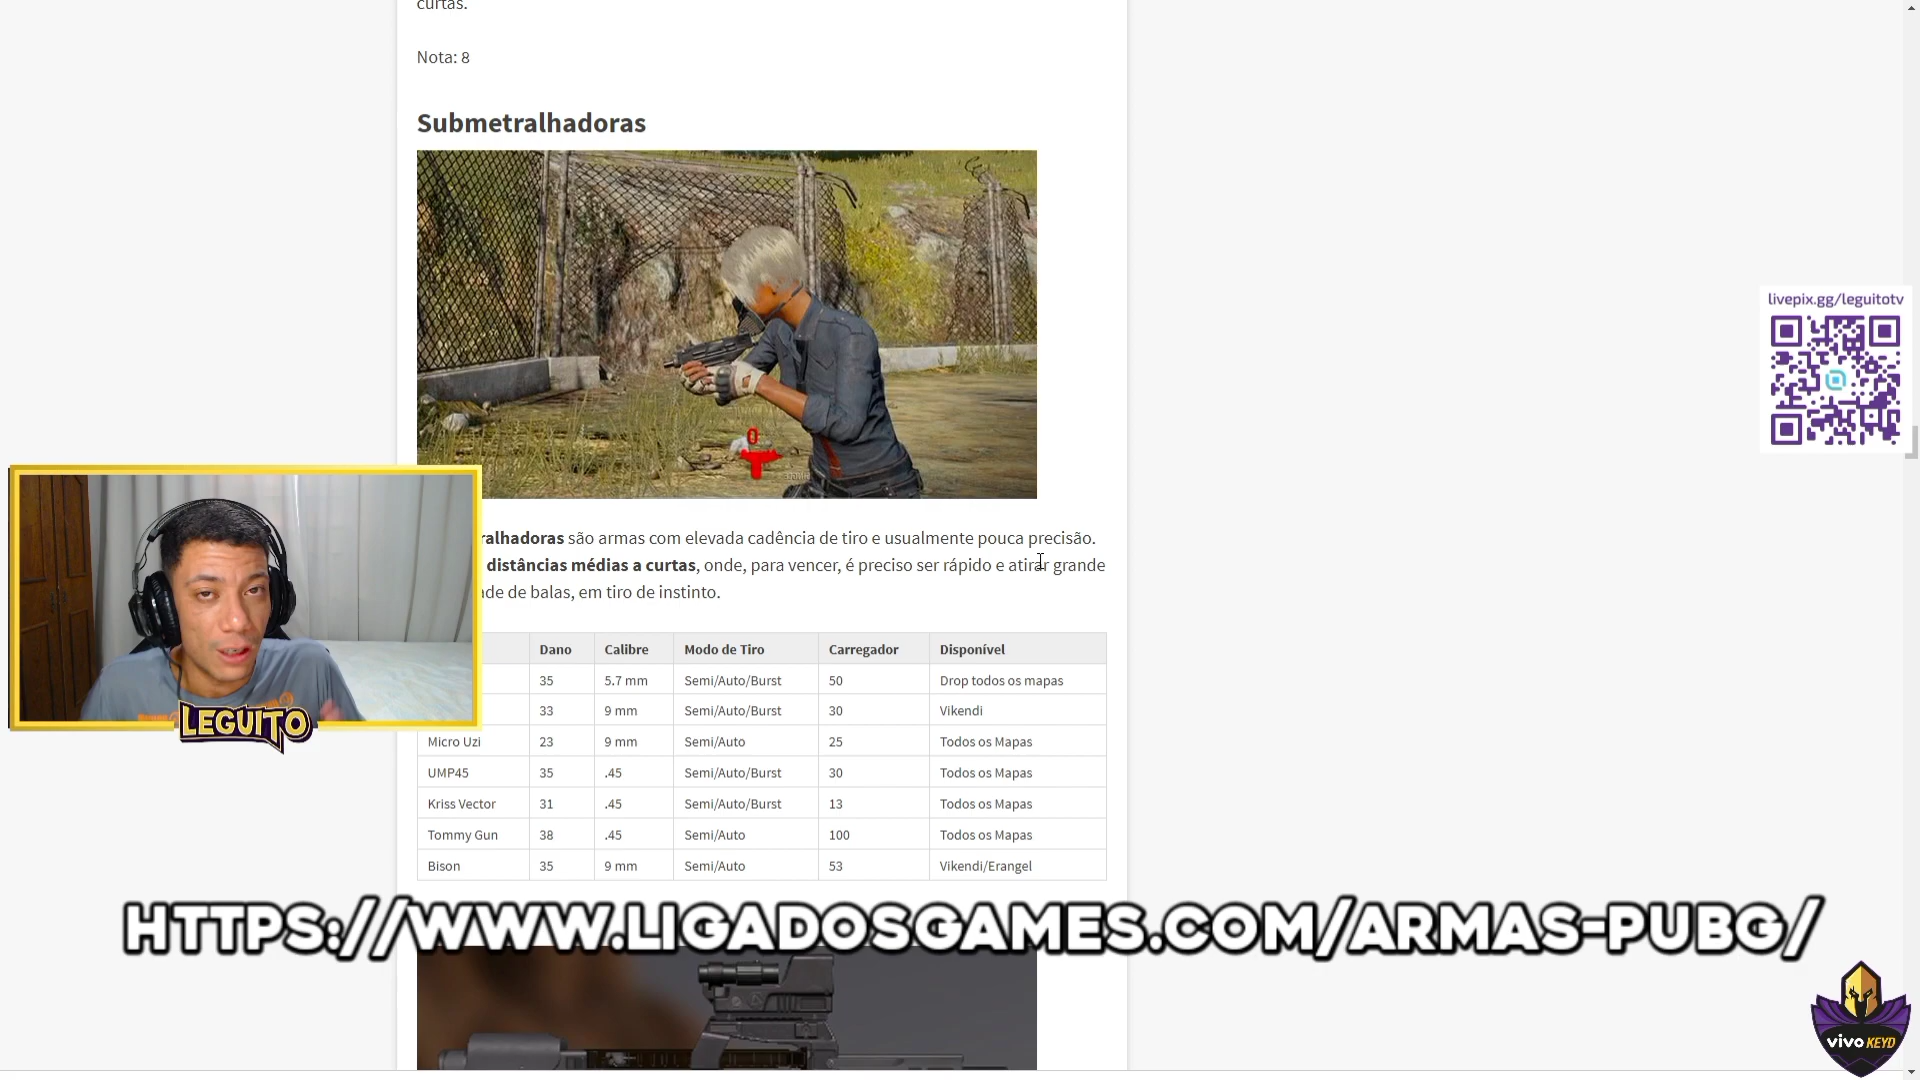 curtas.
Nota: 8
Submetralhadoras
livepix.gg/leguitotv
ralhadoras são armas com elevada cadência de tiro e usualmente pouca precisão.
distâncias médias a curtas, onde, para vencer, é preciso ser rápido e atirar grande
de de balas, em tiro de instinto.
Dano Calibre Modo de Tiro Carregador Disponível
35 5.7 mm Semi/Auto/Burst 50 Drop todos os mapas
33 9 mm Semi/Auto/Burst 30 Vikendi
Micro Uzi 23 9 mm Semi/Auto 25 Todos os Mapas
UMP45 35 .45 Semi/Auto/Burst 30 Todos os Mapas
Kriss Vector 31 .45 Semi/Auto/Burst 13 Todos os Mapas
Tommy Gun 38 .45 Semi/Auto 100 Todos os Mapas
Bison 35 9 mm Semi/Auto 53 Vikendi/Erangel
LEGUITO
HTTPS://WWW.LIGADOSGAMES.COM/ARMAS-PUBG/
vivo KEYD